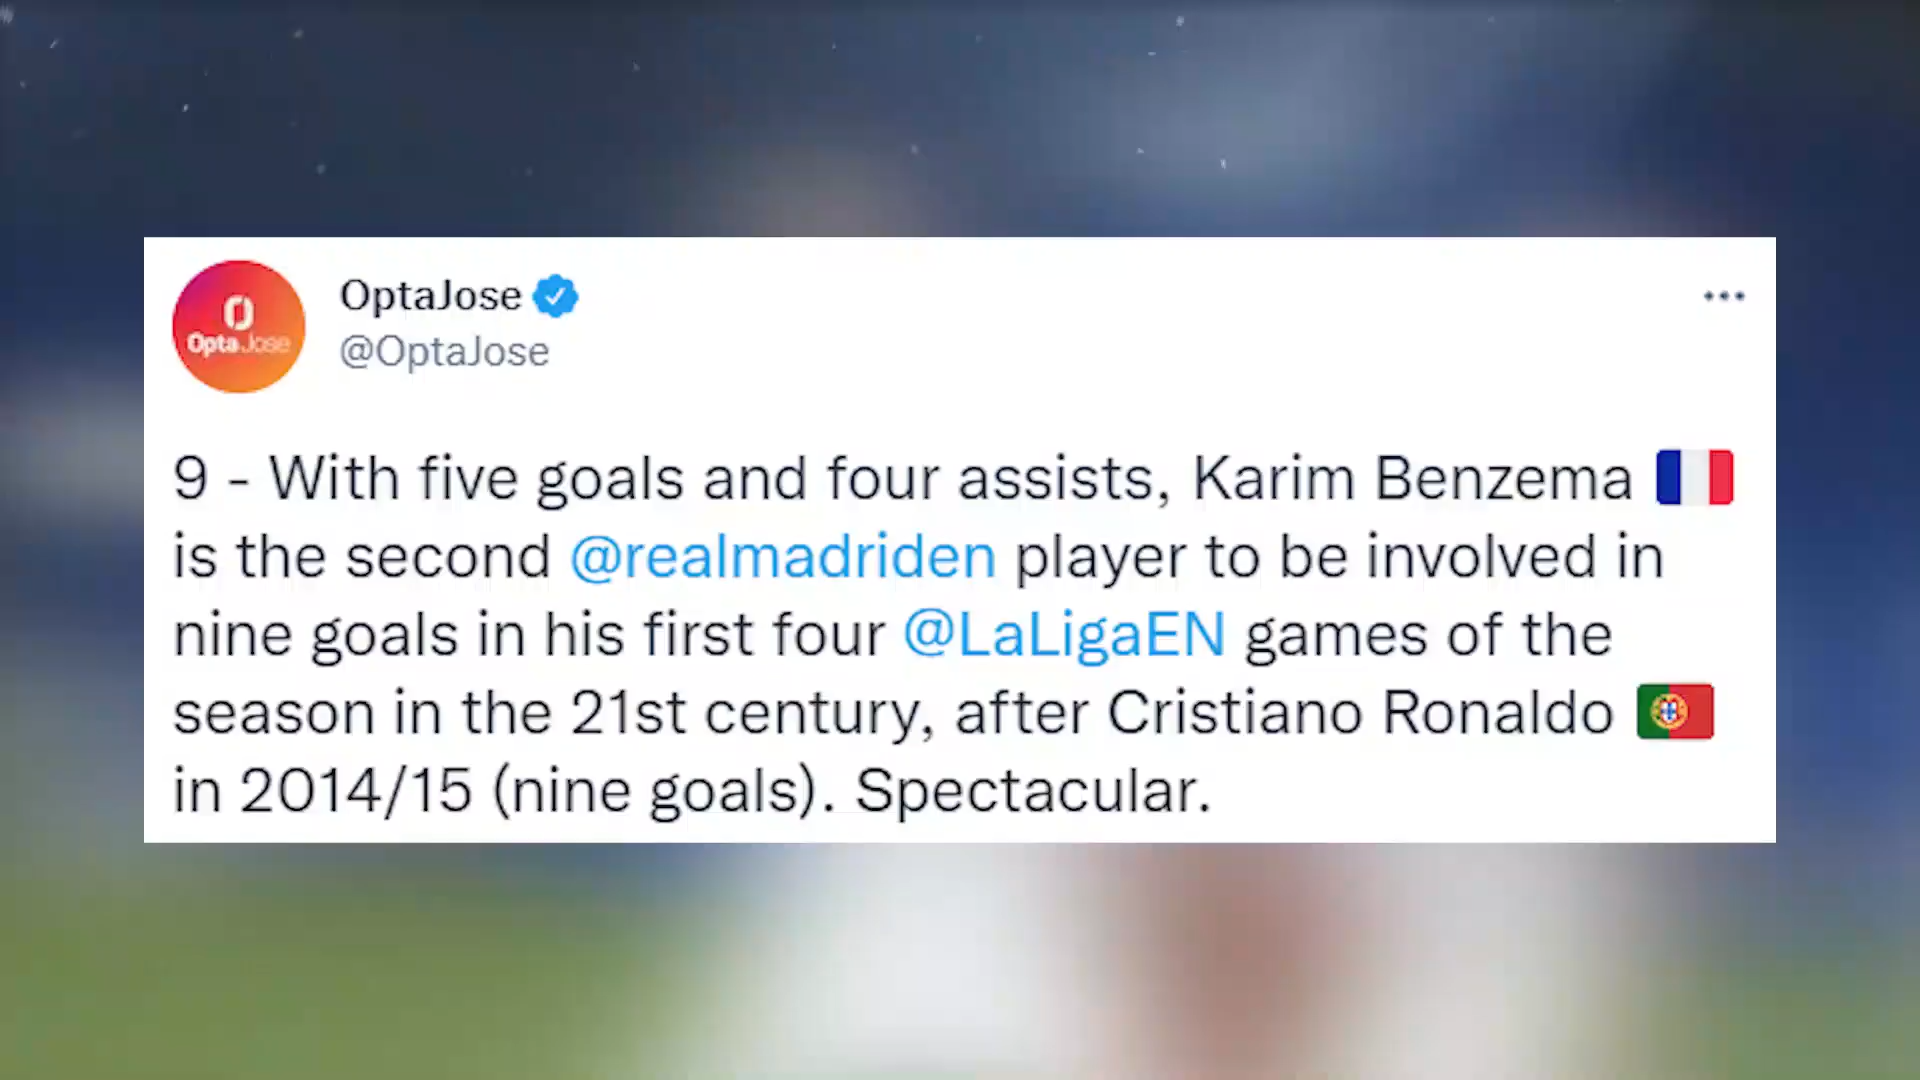 OptaJose
@OptaJose
Opta Jose
9 - With five goals and four assists, Karim Benzema 🇫🇷
is the second @realmadriden player to be involved in
nine goals in his first four @LaLigaEN games of the
season in the 21st century, after Cristiano Ronaldo 🇵🇹
in 2014/15 (nine goals). Spectacular.